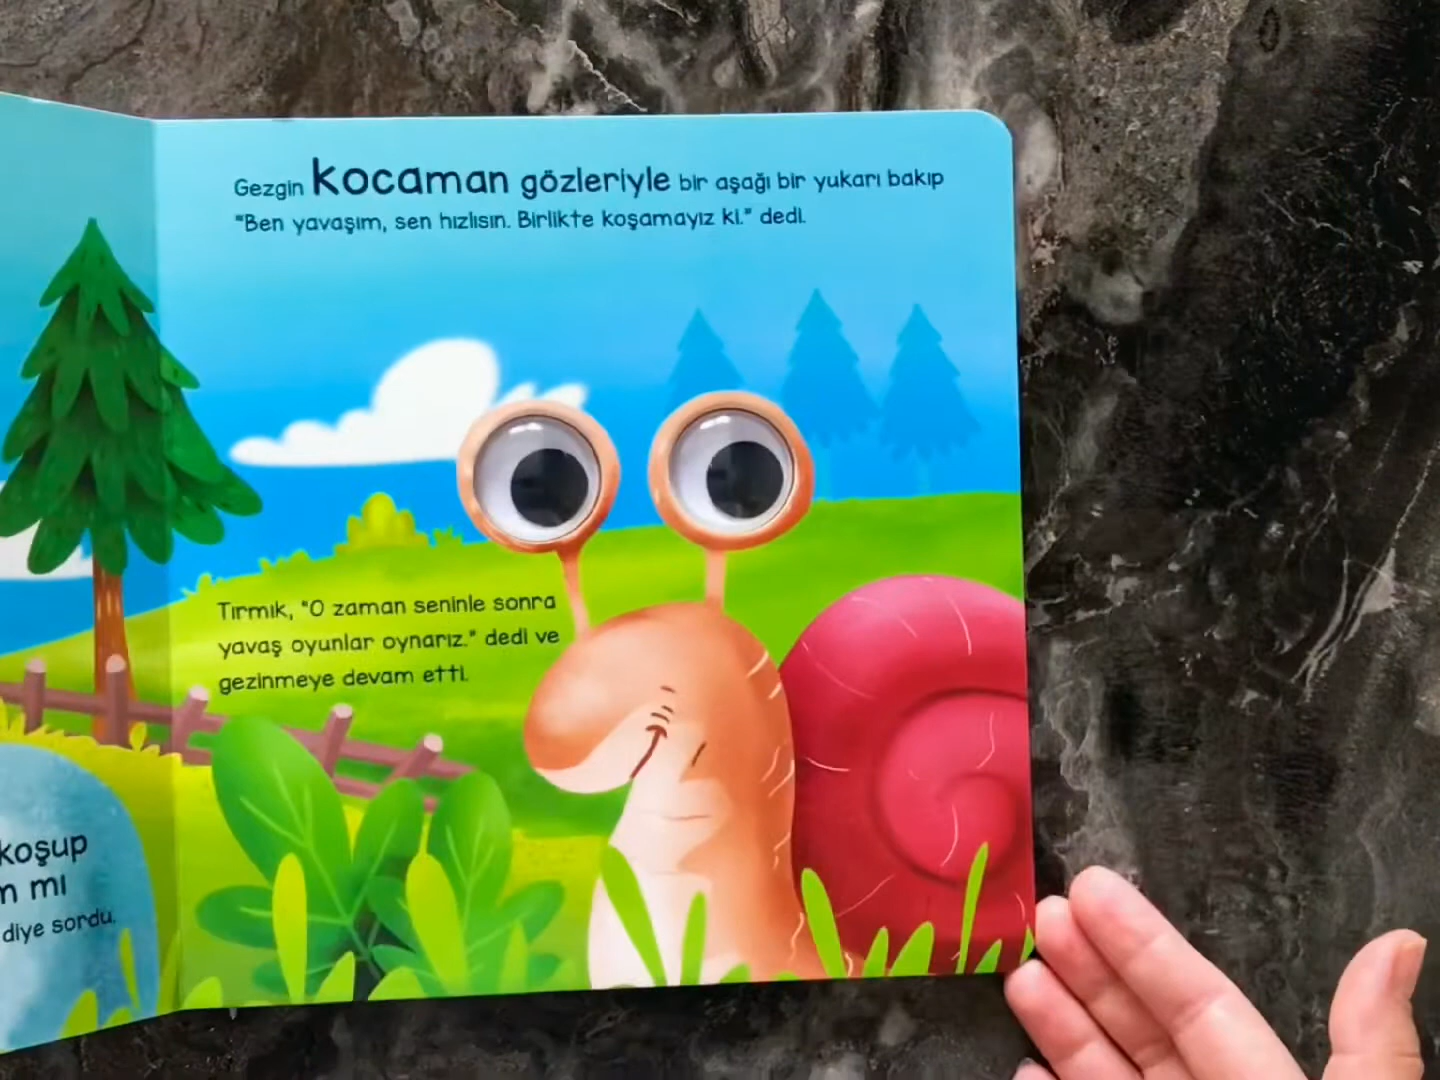 koşup
mı
diye sordu.
Gezgin kocaman gözleriyle bir aşağı bir yukarı bakıp
"Ben yavaşım, sen hızlısın. Birlikte koşamayız ki." dedi.
Tırmık, "O zaman seninle sonra
yavaş oyunlar oynarız." dedi ve
gezinmeye devam etti.